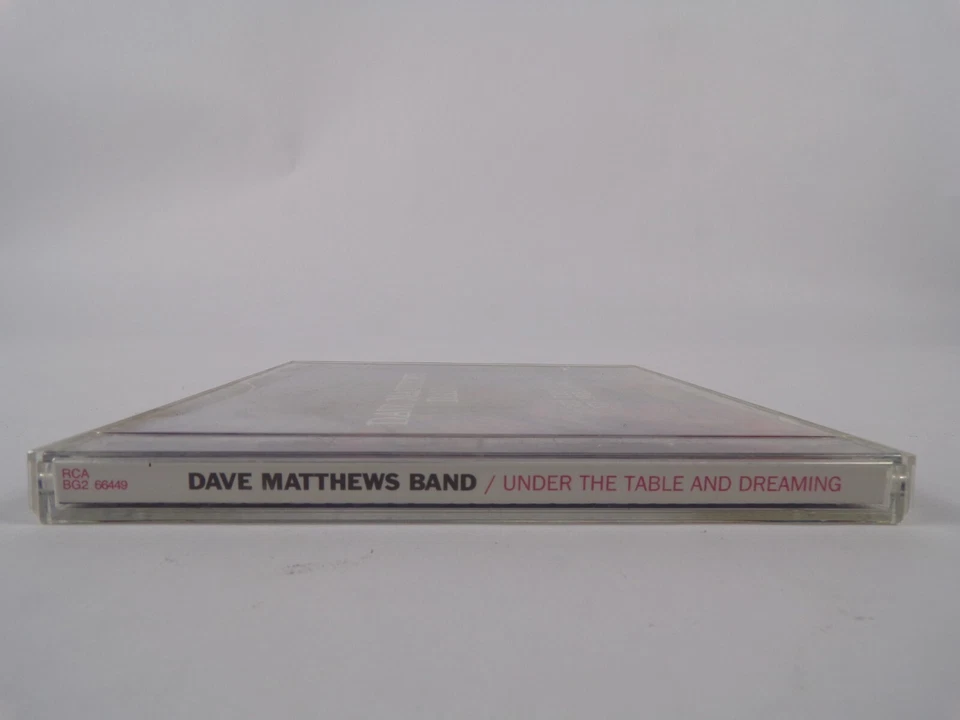 RCA
BG2 66449
DAVE MATTHEWS BAND / UNDER THE TABLE AND DREAMING